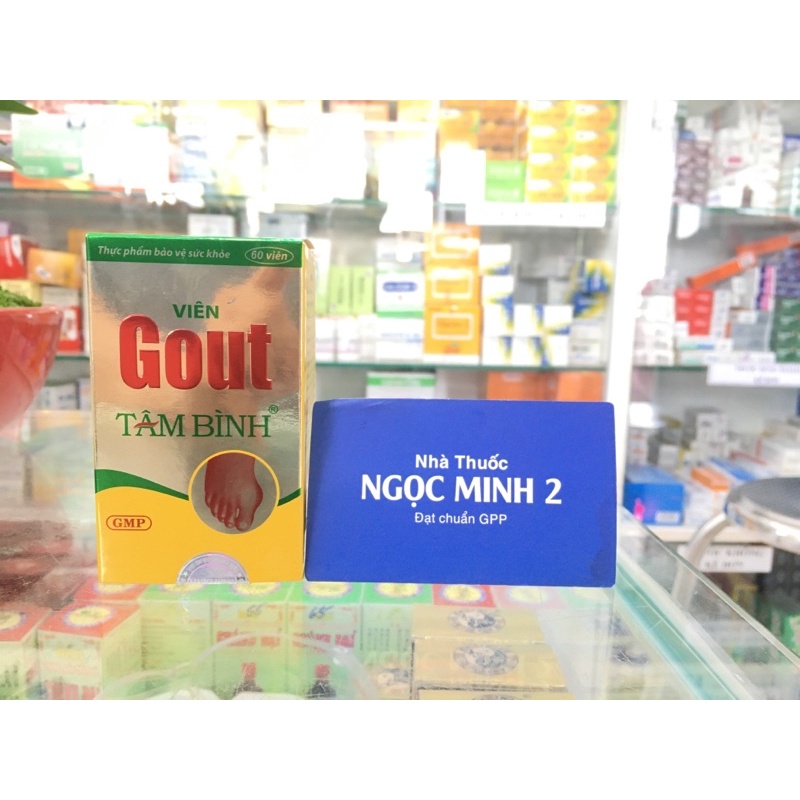 Thực phẩm bảo vệ sức khỏe
60 viên
VIÊN
Gout
TÂM BÌNH®
GMP
Nhà Thuốc
NGỌC MINH 2
Đạt chuẩn GPP